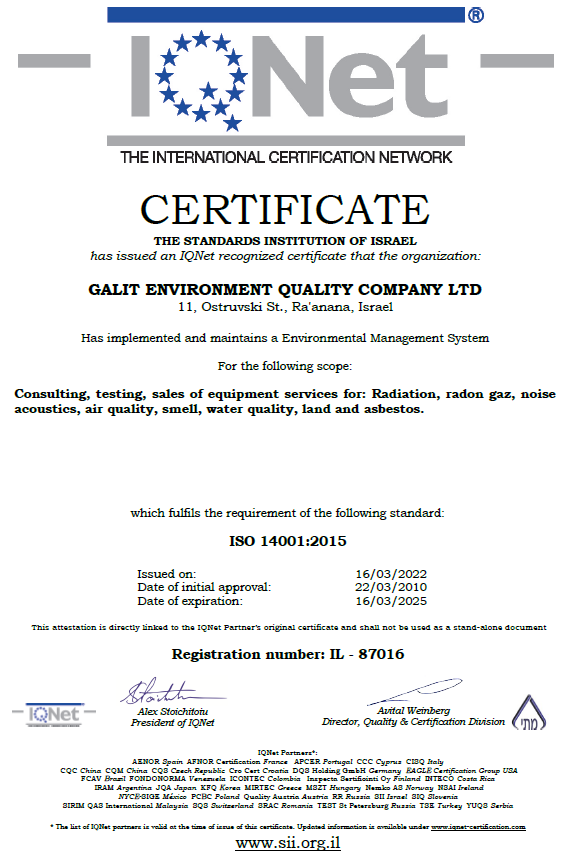 IQNet ®
THE INTERNATIONAL CERTIFICATION NETWORK
CERTIFICATE
THE STANDARDS INSTITUTION OF ISRAEL
has issued an IQNet recognized certificate that the organization:
GALIT ENVIRONMENT QUALITY COMPANY LTD
11, Ostruvski St., Ra'anana, Israel
Has implemented and maintains a Environmental Management System
For the following scope:
Consulting, testing, sales of equipment services for: Radiation, radon gaz, noise
acoustics, air quality, smell, water quality, land and asbestos.
which fulfils the requirement of the following standard:
ISO 14001:2015
Issued on: 16/03/2022
Date of initial approval: 22/03/2010
Date of expiration: 16/03/2025
This attestation is directly linked to the IQNet Partner's original certificate and shall not be used as a stand-alone document
Registration number: IL - 87016
Alex Stoichitoiu
President of IQNet
Avital Weinberg
Director, Quality & Certification Division
IQNet
מתי
IQNet Partners*:
AENOR Spain AFNOR Certification France APCER Portugal CCC Cyprus CISQ Italy
CQC China CQM China CQS Czech Republic Cro Cert Croatia DQS Holding GmbH Germany EAGLE Certification Group USA
FCAV Brazil FONDONORMA Venezuela ICONTEC Colombia Inspecta Sertifiointi Oy Finland INTECO Costa Rica
IRAM Argentina JQA Japan KFQ Korea MIRTEC Greece MSZT Hungary Nemko AS Norway NSAI Ireland
NYCE-SIGE México PCBC Poland Quality Austria Austria RR Russia SII Israel SIQ Slovenia
SIRIM QAS International Malaysia SQS Switzerland SRAC Romania TEST St Petersburg Russia TSE Turkey YUQS Serbia
* The list of IQNet partners is valid at the time of issue of this certificate. Updated information is available under www.iqnet-certification.com
www.sii.org.il